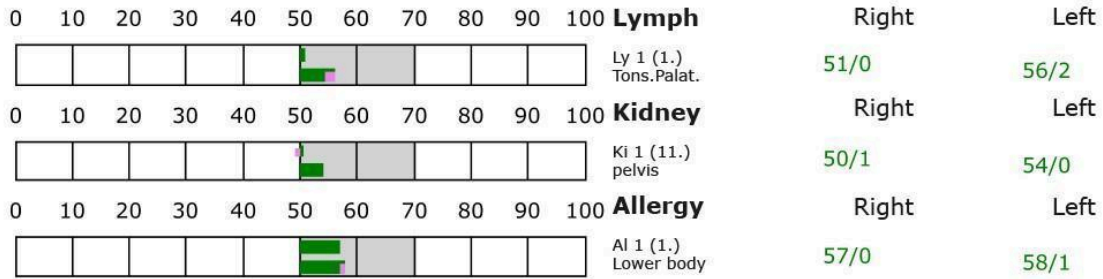 0 10 20 30 40 50 60 70 80 90 100 Lymph Right Left
Ly 1 (1.) 51/0 56/2
Tons.Palat.
0 10 20 30 40 50 60 70 80 90 100 Kidney Right Left
Ki 1 (11.) 50/1 54/0
pelvis
0 10 20 30 40 50 60 70 80 90 100 Allergy Right Left
Al 1 (1.) 57/0 58/1
Lower body